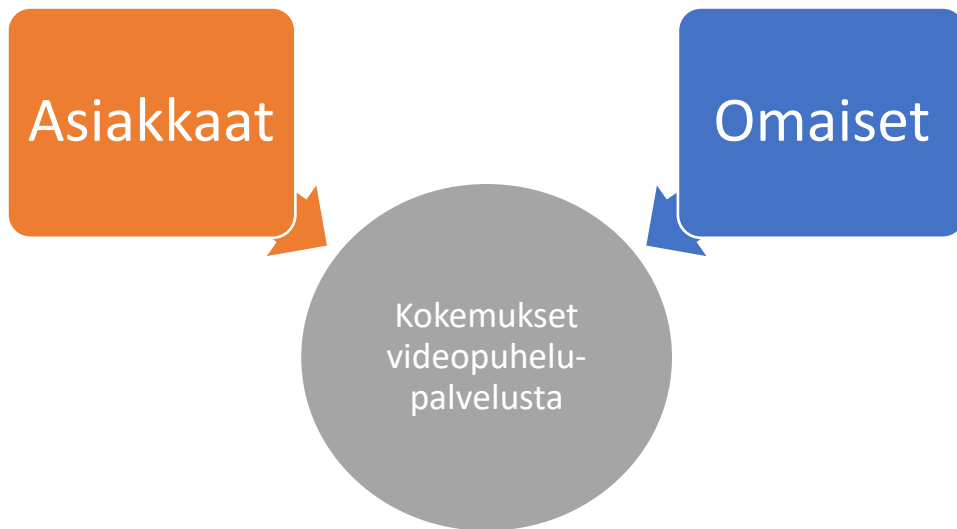 Asiakkaat
Omaiset
Kokemukset
videopuhelu-
palvelusta